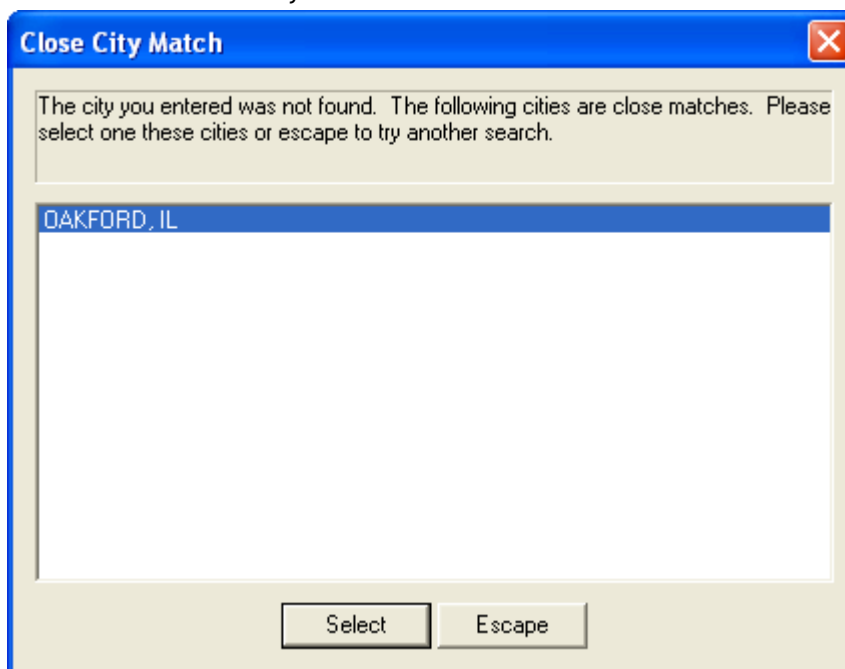 Close City Match
The city you entered was not found.  The following cities are close matches.  Please
select one these cities or escape to try another search.
OAKFORD, IL
Select
Escape